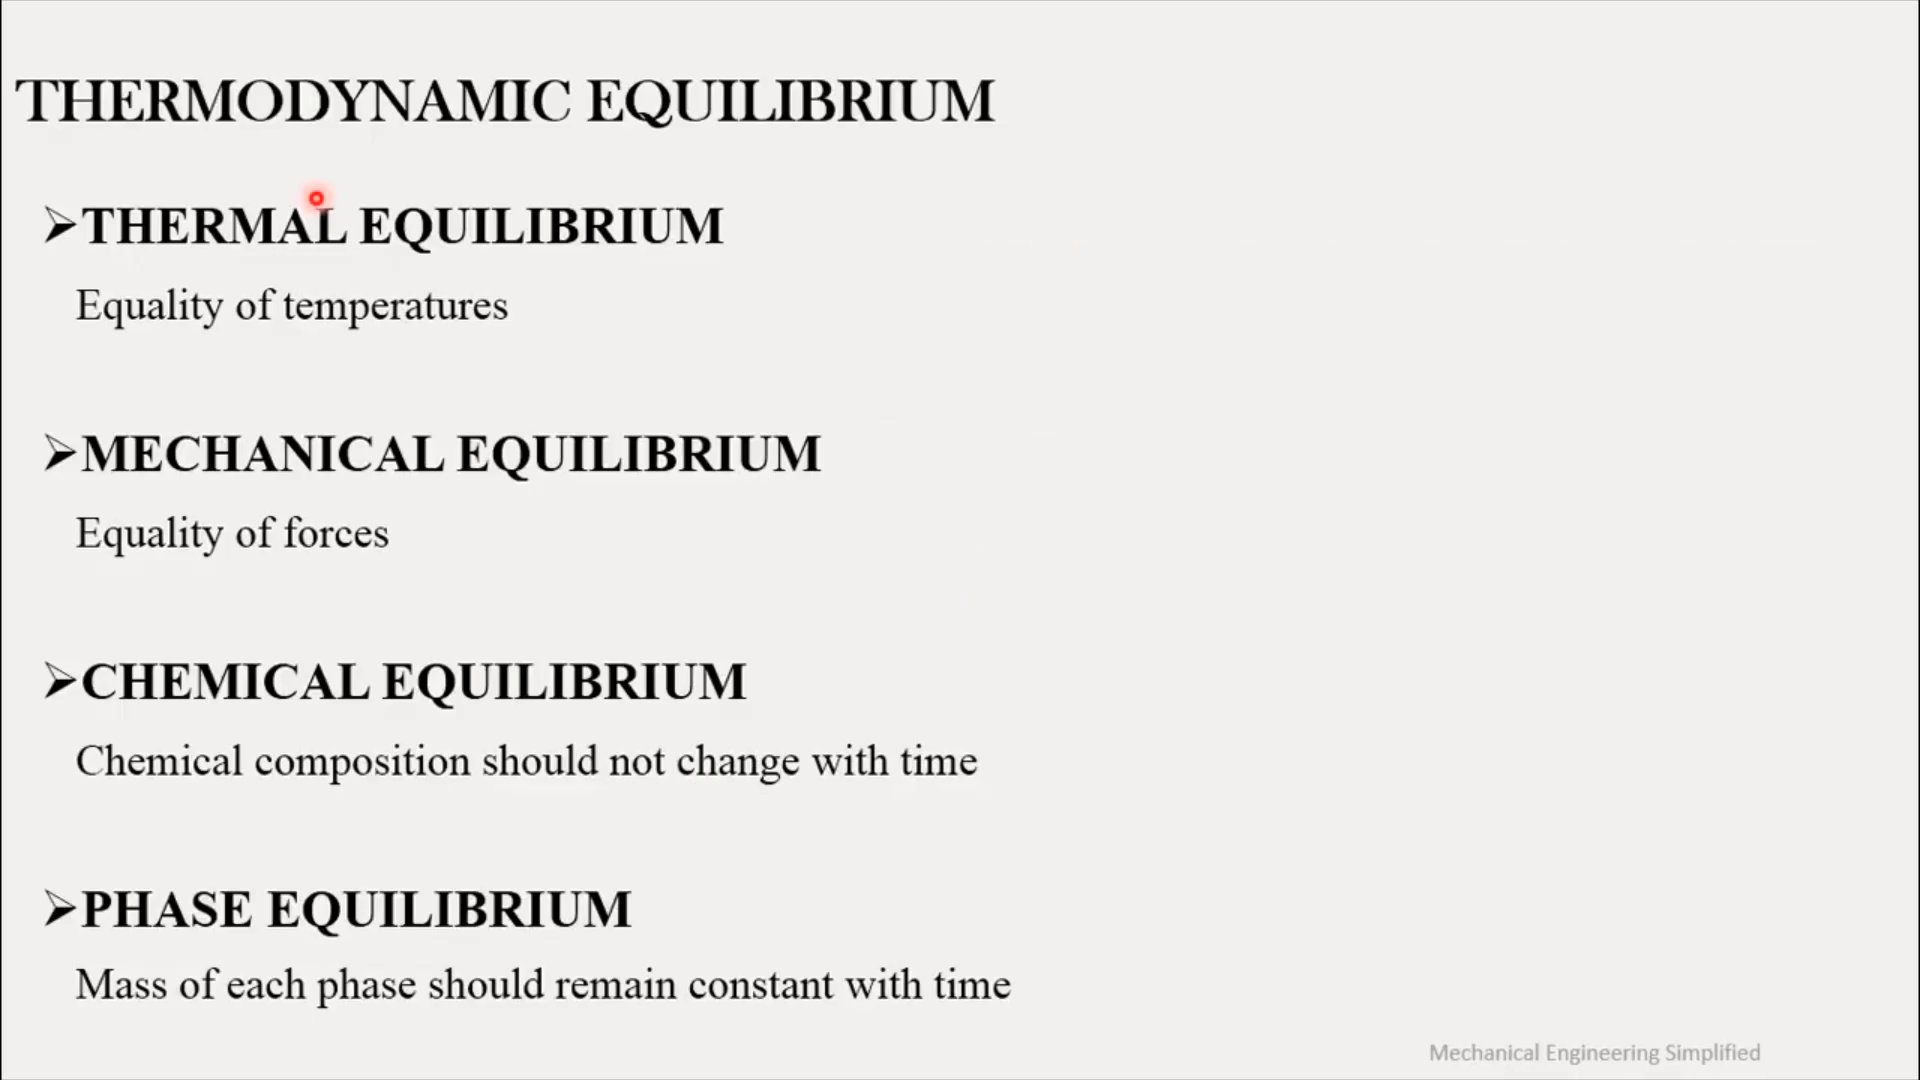 THERMODYNAMIC EQUILIBRIUM
➢THERMAL EQUILIBRIUM
Equality of temperatures
➢MECHANICAL EQUILIBRIUM
Equality of forces
➢CHEMICAL EQUILIBRIUM
Chemical composition should not change with time
➢PHASE EQUILIBRIUM
Mass of each phase should remain constant with time
Mechanical Engineering Simplified